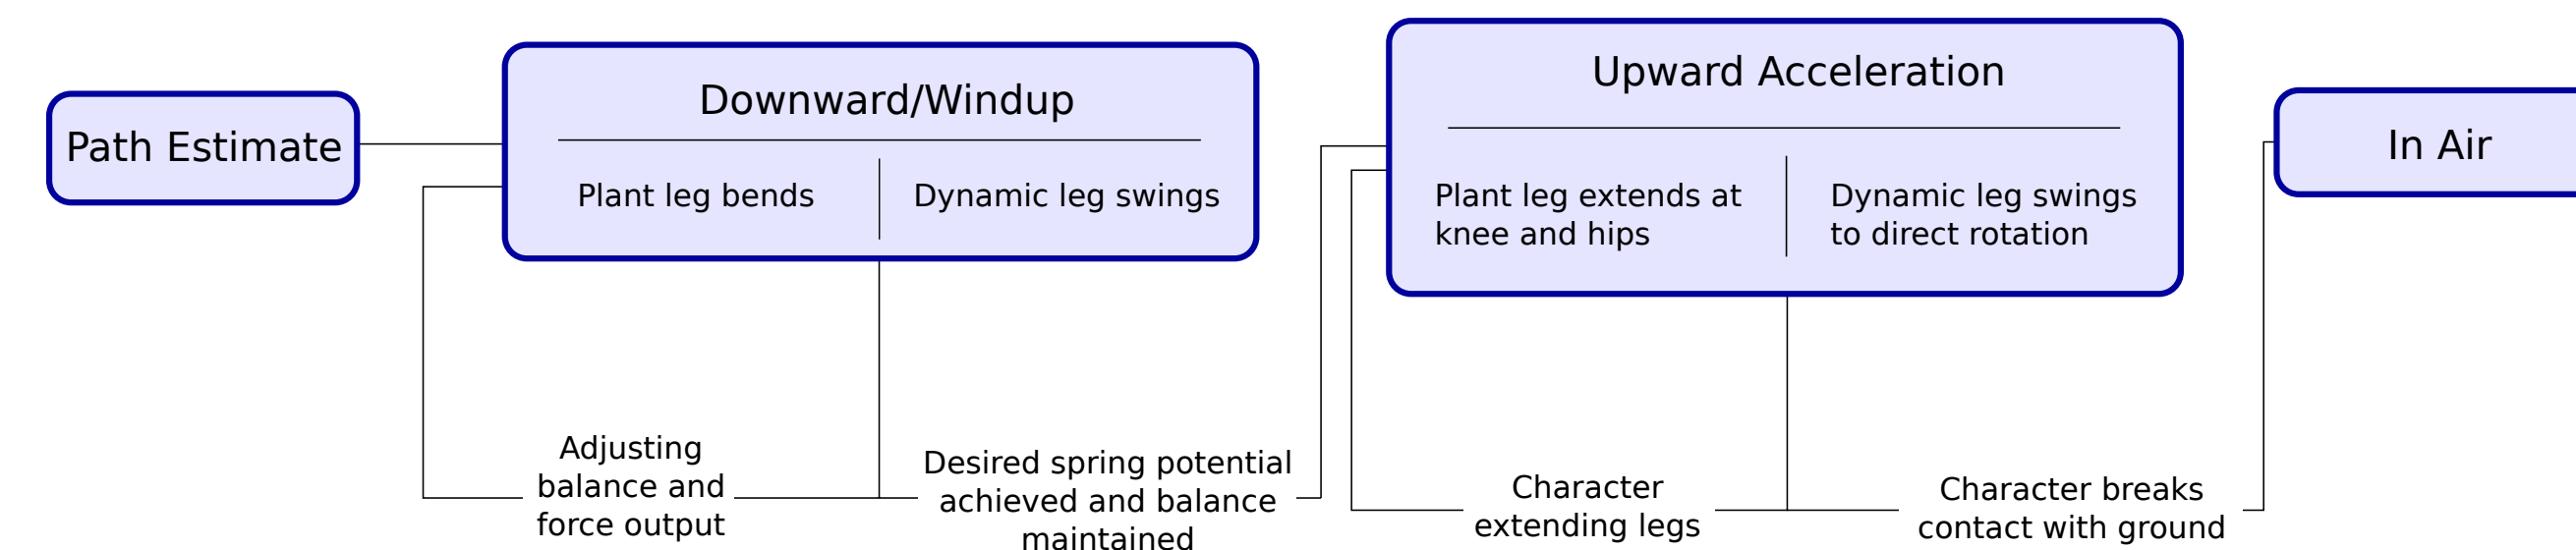 Path Estimate
Downward/Windup
Plant leg bends
Dynamic leg swings
Adjusting
balance and
force output
Desired spring potential
achieved and balance
maintained
Upward Acceleration
Plant leg extends at
knee and hips
Dynamic leg swings
to direct rotation
Character
extending legs
Character breaks
contact with ground
In Air